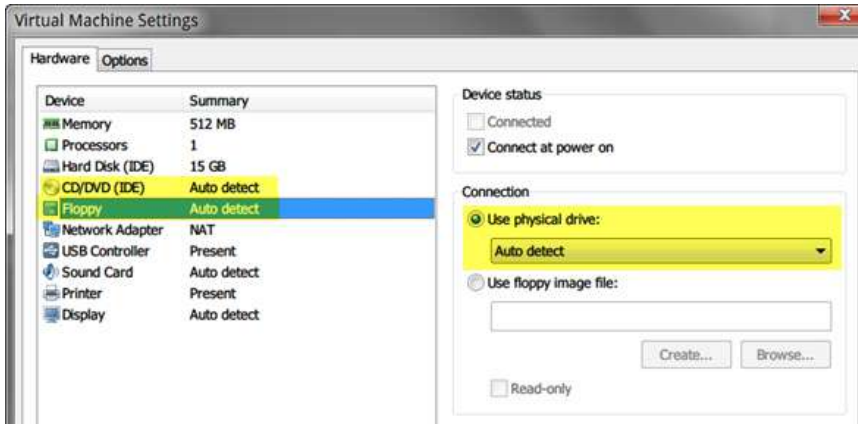 Virtual Machine Settings
Hardware Options
Device Summary
Memory 512 MB
Processors 1
Hard Disk (IDE) 15 GB
CD/DVD (IDE) Auto detect
Floppy Auto detect
Network Adapter NAT
USB Controller Present
Sound Card Auto detect
Printer Present
Display Auto detect
Device status
Connected
Connect at power on
Connection
Use physical drive:
Auto detect
Use floppy image file:
Create... Browse...
Read-only